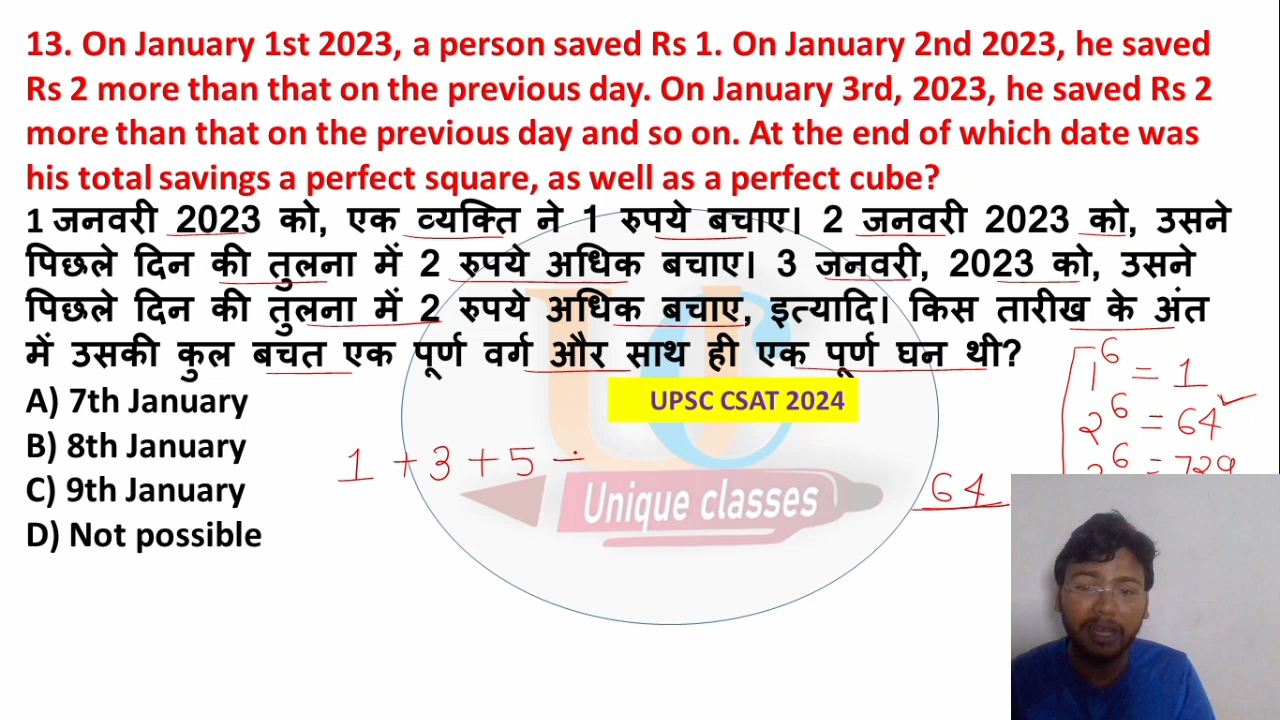 13. On January 1st 2023, a person saved Rs 1. On January 2nd 2023, he saved
Rs 2 more than that on the previous day. On January 3rd, 2023, he saved Rs 2
more than that on the previous day and so on. At the end of which date was
his total savings a perfect square, as well as a perfect cube?
1 जनवरी 2023 को, एक व्यक्ति ने 1 रुपये बचाए। 2 जनवरी 2023 को, उसने
पिछले दिन की तुलना में 2 रुपये अधिक बचाए। 3 जनवरी, 2023 को, उसने
पिछले दिन की तुलना में 2 रुपये अधिक बचाए, इत्यादि। किस तारीख के अंत
में उसकी कुल बचत एक पूर्ण वर्ग और साथ ही एक पूर्ण घन थी?
1^6 = 1
A) 7th January
UPSC CSAT 2024
2^6 = 64
B) 8th January
1 + 3 + 5
= 729
C) 9th January
64
Unique classes
D) Not possible